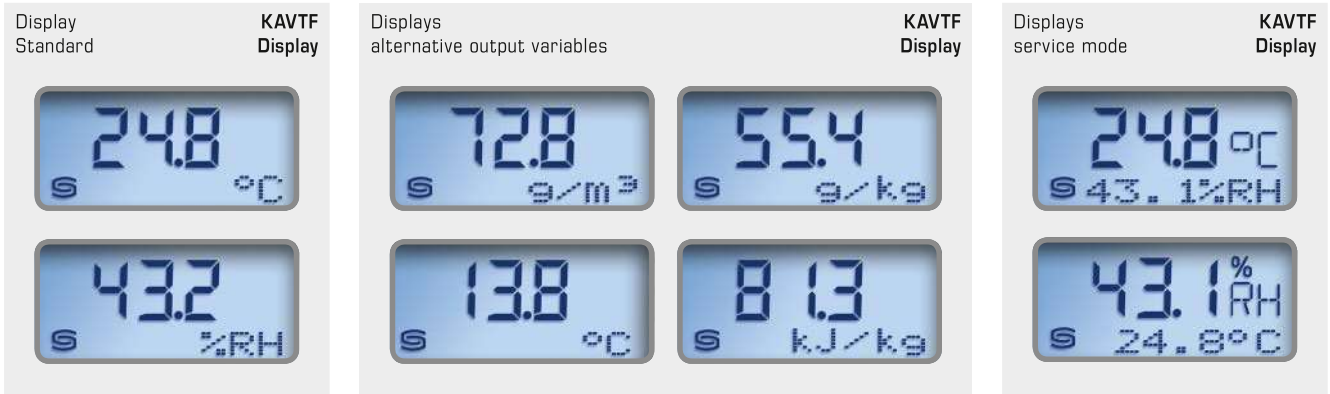 Display
Standard
KAVTF
Display
24.8
°C
43.2
%RH
Displays
alternative output variables
KAVTF
Display
72.8
g/m³
55.4
g/kg
13.8
°C
81.3
kJ/kg
Displays
service mode
KAVTF
Display
24.8 °C
43.1%RH
43.1 % RH
24.8°C